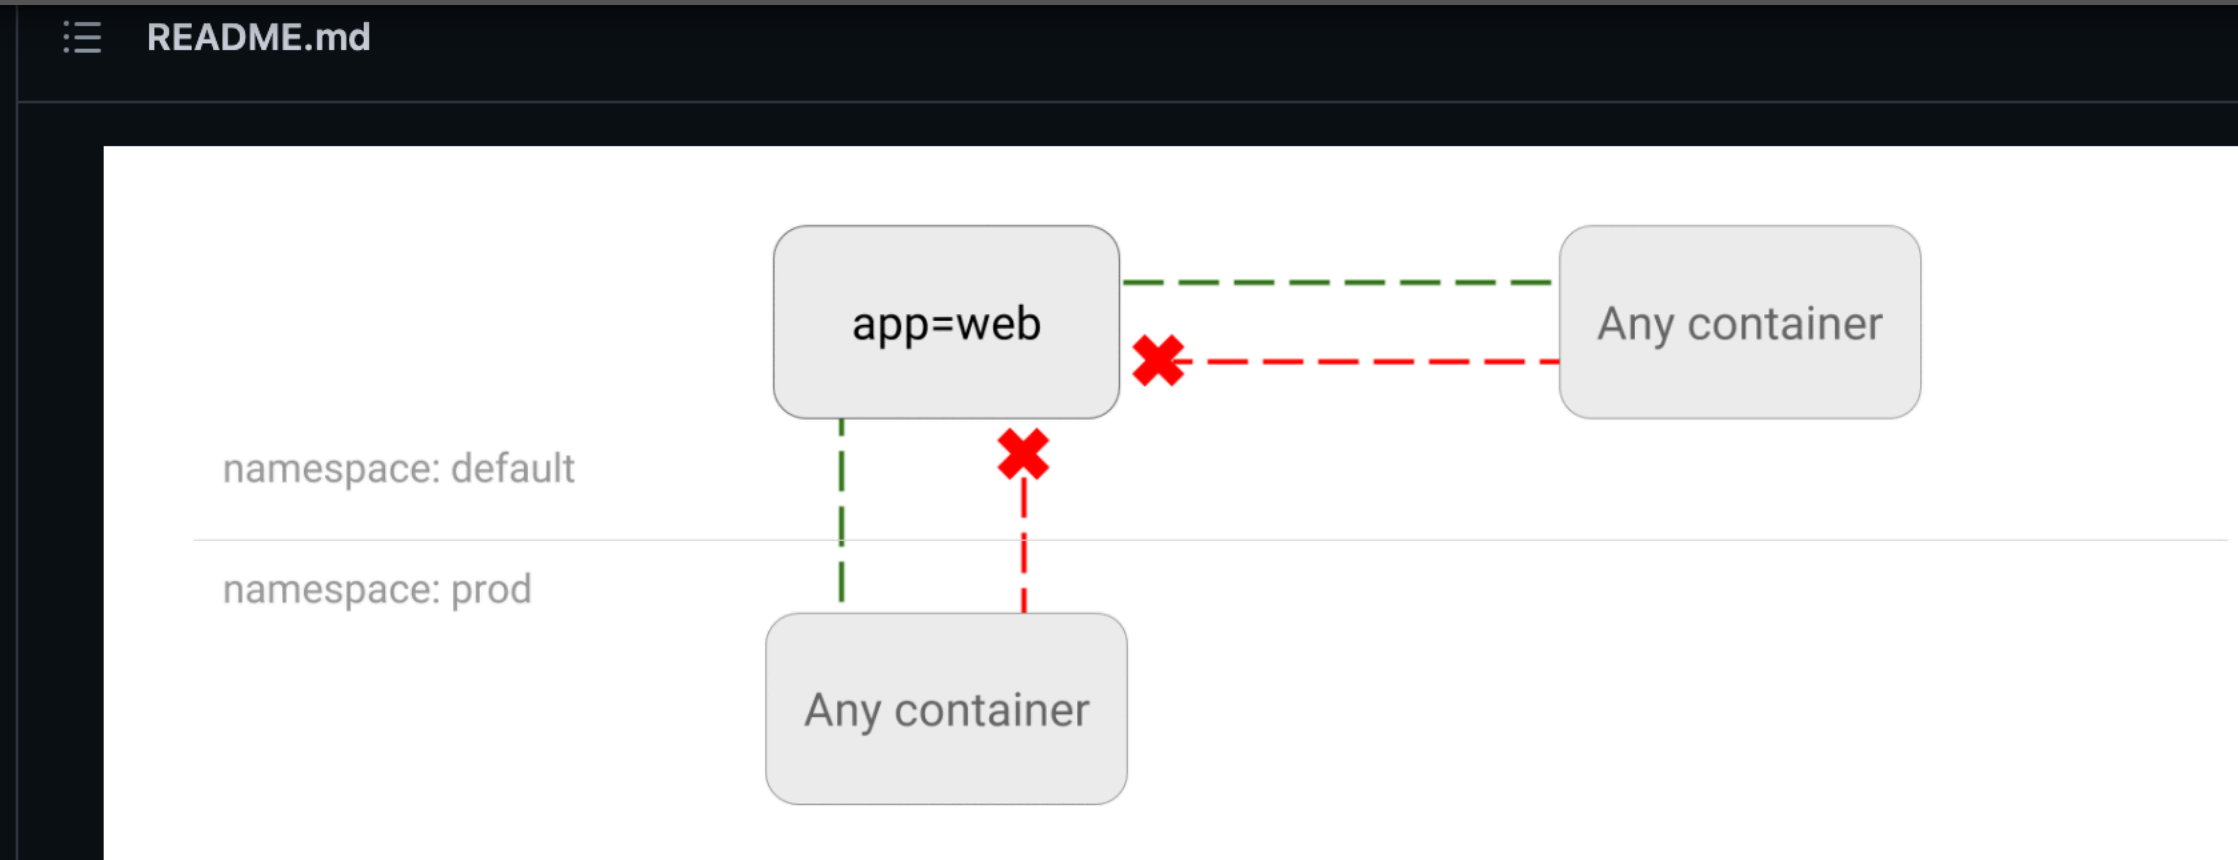 README.md
app=web
Any container
namespace: default
namespace: prod
Any container